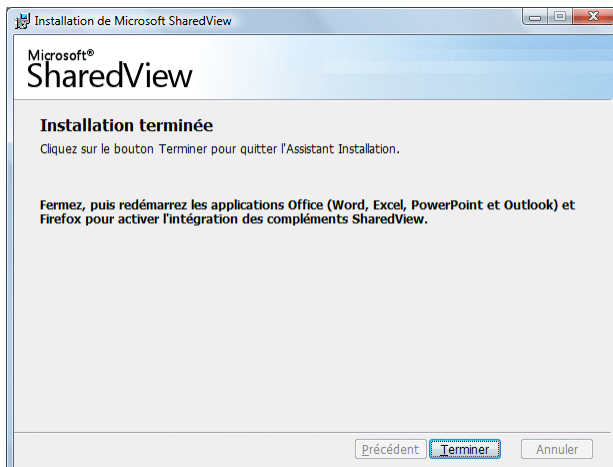 Installation de Microsoft SharedView
Microsoft®
SharedView
Installation terminée
Cliquez sur le bouton Terminer pour quitter l'Assistant Installation.
Fermez, puis redémarrez les applications Office (Word, Excel, PowerPoint et Outlook) et
Firefox pour activer l'intégration des compléments SharedView.
Précédent Terminer Annuler